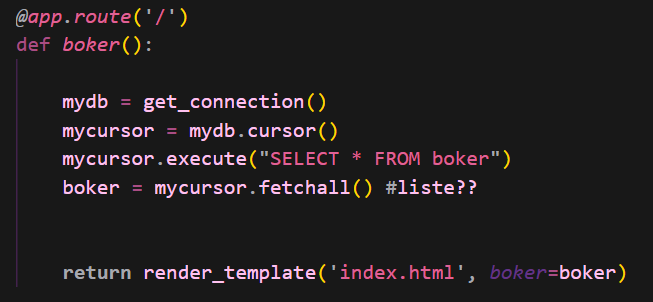 @app.route('/')
def boker():
mydb = get_connection()
mycursor = mydb.cursor()
mycursor.execute("SELECT * FROM boker")
boker = mycursor.fetchall() #liste??
return render_template('index.html', boker=boker)